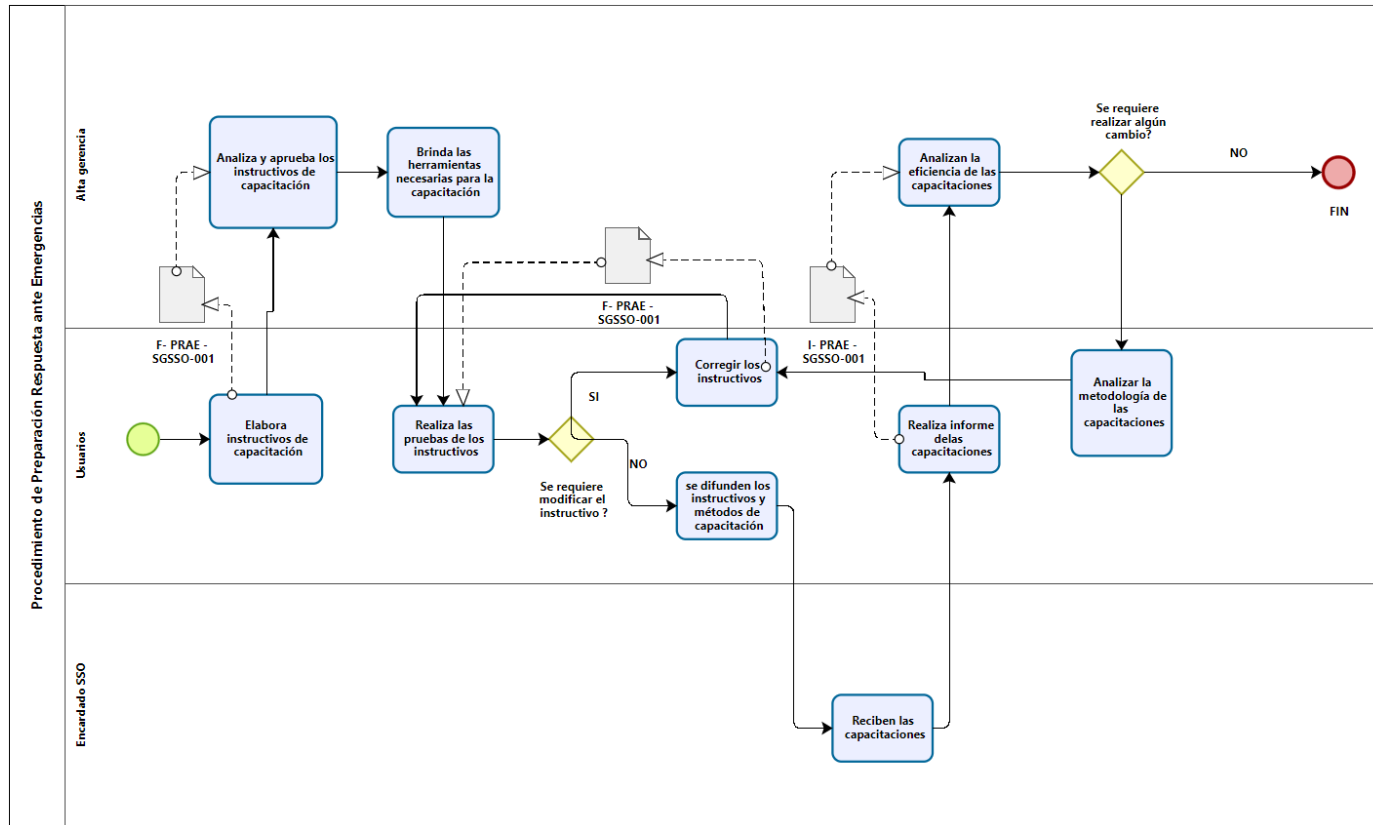 Procedimiento de Preparación Respuesta ante Emergencias
Alta gerencia
Analiza y aprueba los
instructivos de
capacitación
Brinda las
herramientas
necesarias para la
capacitación
Analizan la
eficiencia de las
capacitaciones
Se requiere
realizar algún
cambio?
NO
FIN
F- PRAE -
SGSSO-001
F- PRAE -
SGSSO-001
I- PRAE -
SGSSO-001
Usuarios
Elabora
instructivos de
capacitación
Realiza las
pruebas de los
instructivos
Se requiere
modificar el
instructivo ?
SI
NO
Corregir los
instructivos
se difunden los
instructivos y
métodos de
capacitación
Realiza informe
delas
capacitaciones
Analizar la
metodología de
las
capacitaciones
Encardado SSO
Reciben las
capacitaciones